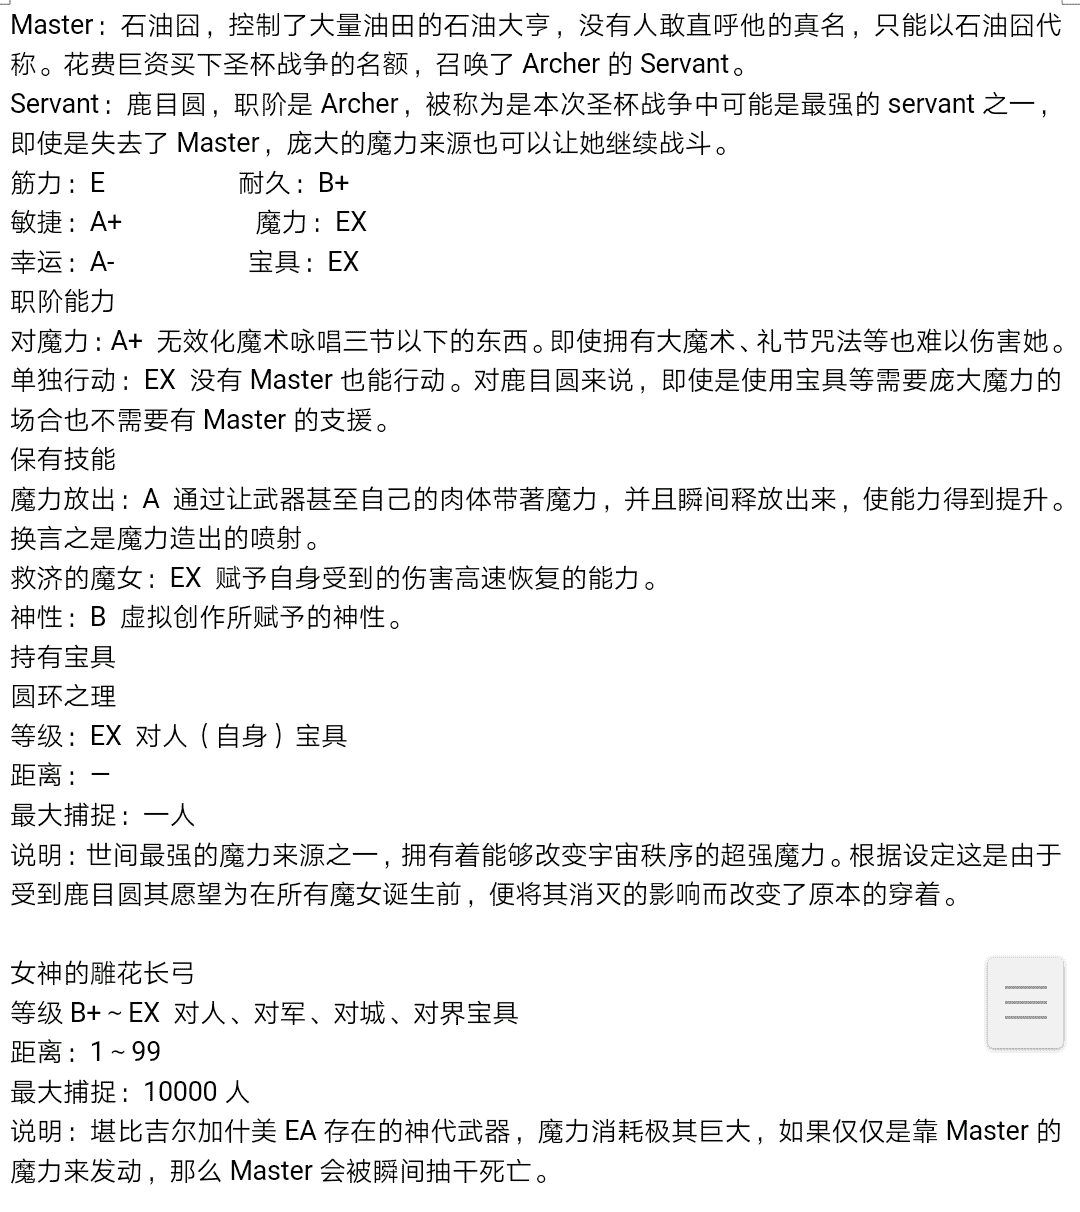 Master：石油囧，控制了大量油田的石油大亨，没有人敢直呼他的真名，只能以石油囧代
称。花费巨资买下圣杯战争的名额，召唤了 Archer 的 Servant。
Servant：鹿目圆，职阶是 Archer，被称为是本次圣杯战争中可能是最强的 servant 之一，
即使是失去了 Master，庞大的魔力来源也可以让她继续战斗。
筋力：E 耐久：B+
敏捷：A+ 魔力：EX
幸运：A- 宝具：EX
职阶能力
对魔力：A+ 无效化魔术咏唱三节以下的东西。即使拥有大魔术、礼节咒法等也难以伤害她。
单独行动：EX 没有 Master 也能行动。对鹿目圆来说，即使是使用宝具等需要庞大魔力的
场合也不需要有 Master 的支援。
保有技能
魔力放出：A 通过让武器甚至自己的肉体带著魔力，并且瞬间释放出来，使能力得到提升。
换言之是魔力造出的喷射。
救济的魔女：EX 赋予自身受到的伤害高速恢复的能力。
神性：B 虚拟创作所赋予的神性。
持有宝具
圆环之理
等级：EX 对人（自身）宝具
距离：—
最大捕捉：一人
说明：世间最强的魔力来源之一，拥有着能够改变宇宙秩序的超强魔力。根据设定这是由于
受到鹿目圆其愿望为在所有魔女诞生前，便将其消灭的影响而改变了原本的穿着。
女神的雕花长弓
等级 B+～EX 对人、对军、对城、对界宝具
距离：1～99
最大捕捉：10000 人
说明：堪比吉尔加什美 EA 存在的神代武器，魔力消耗极其巨大，如果仅仅是靠 Master 的
魔力来发动，那么 Master 会被瞬间抽干死亡。